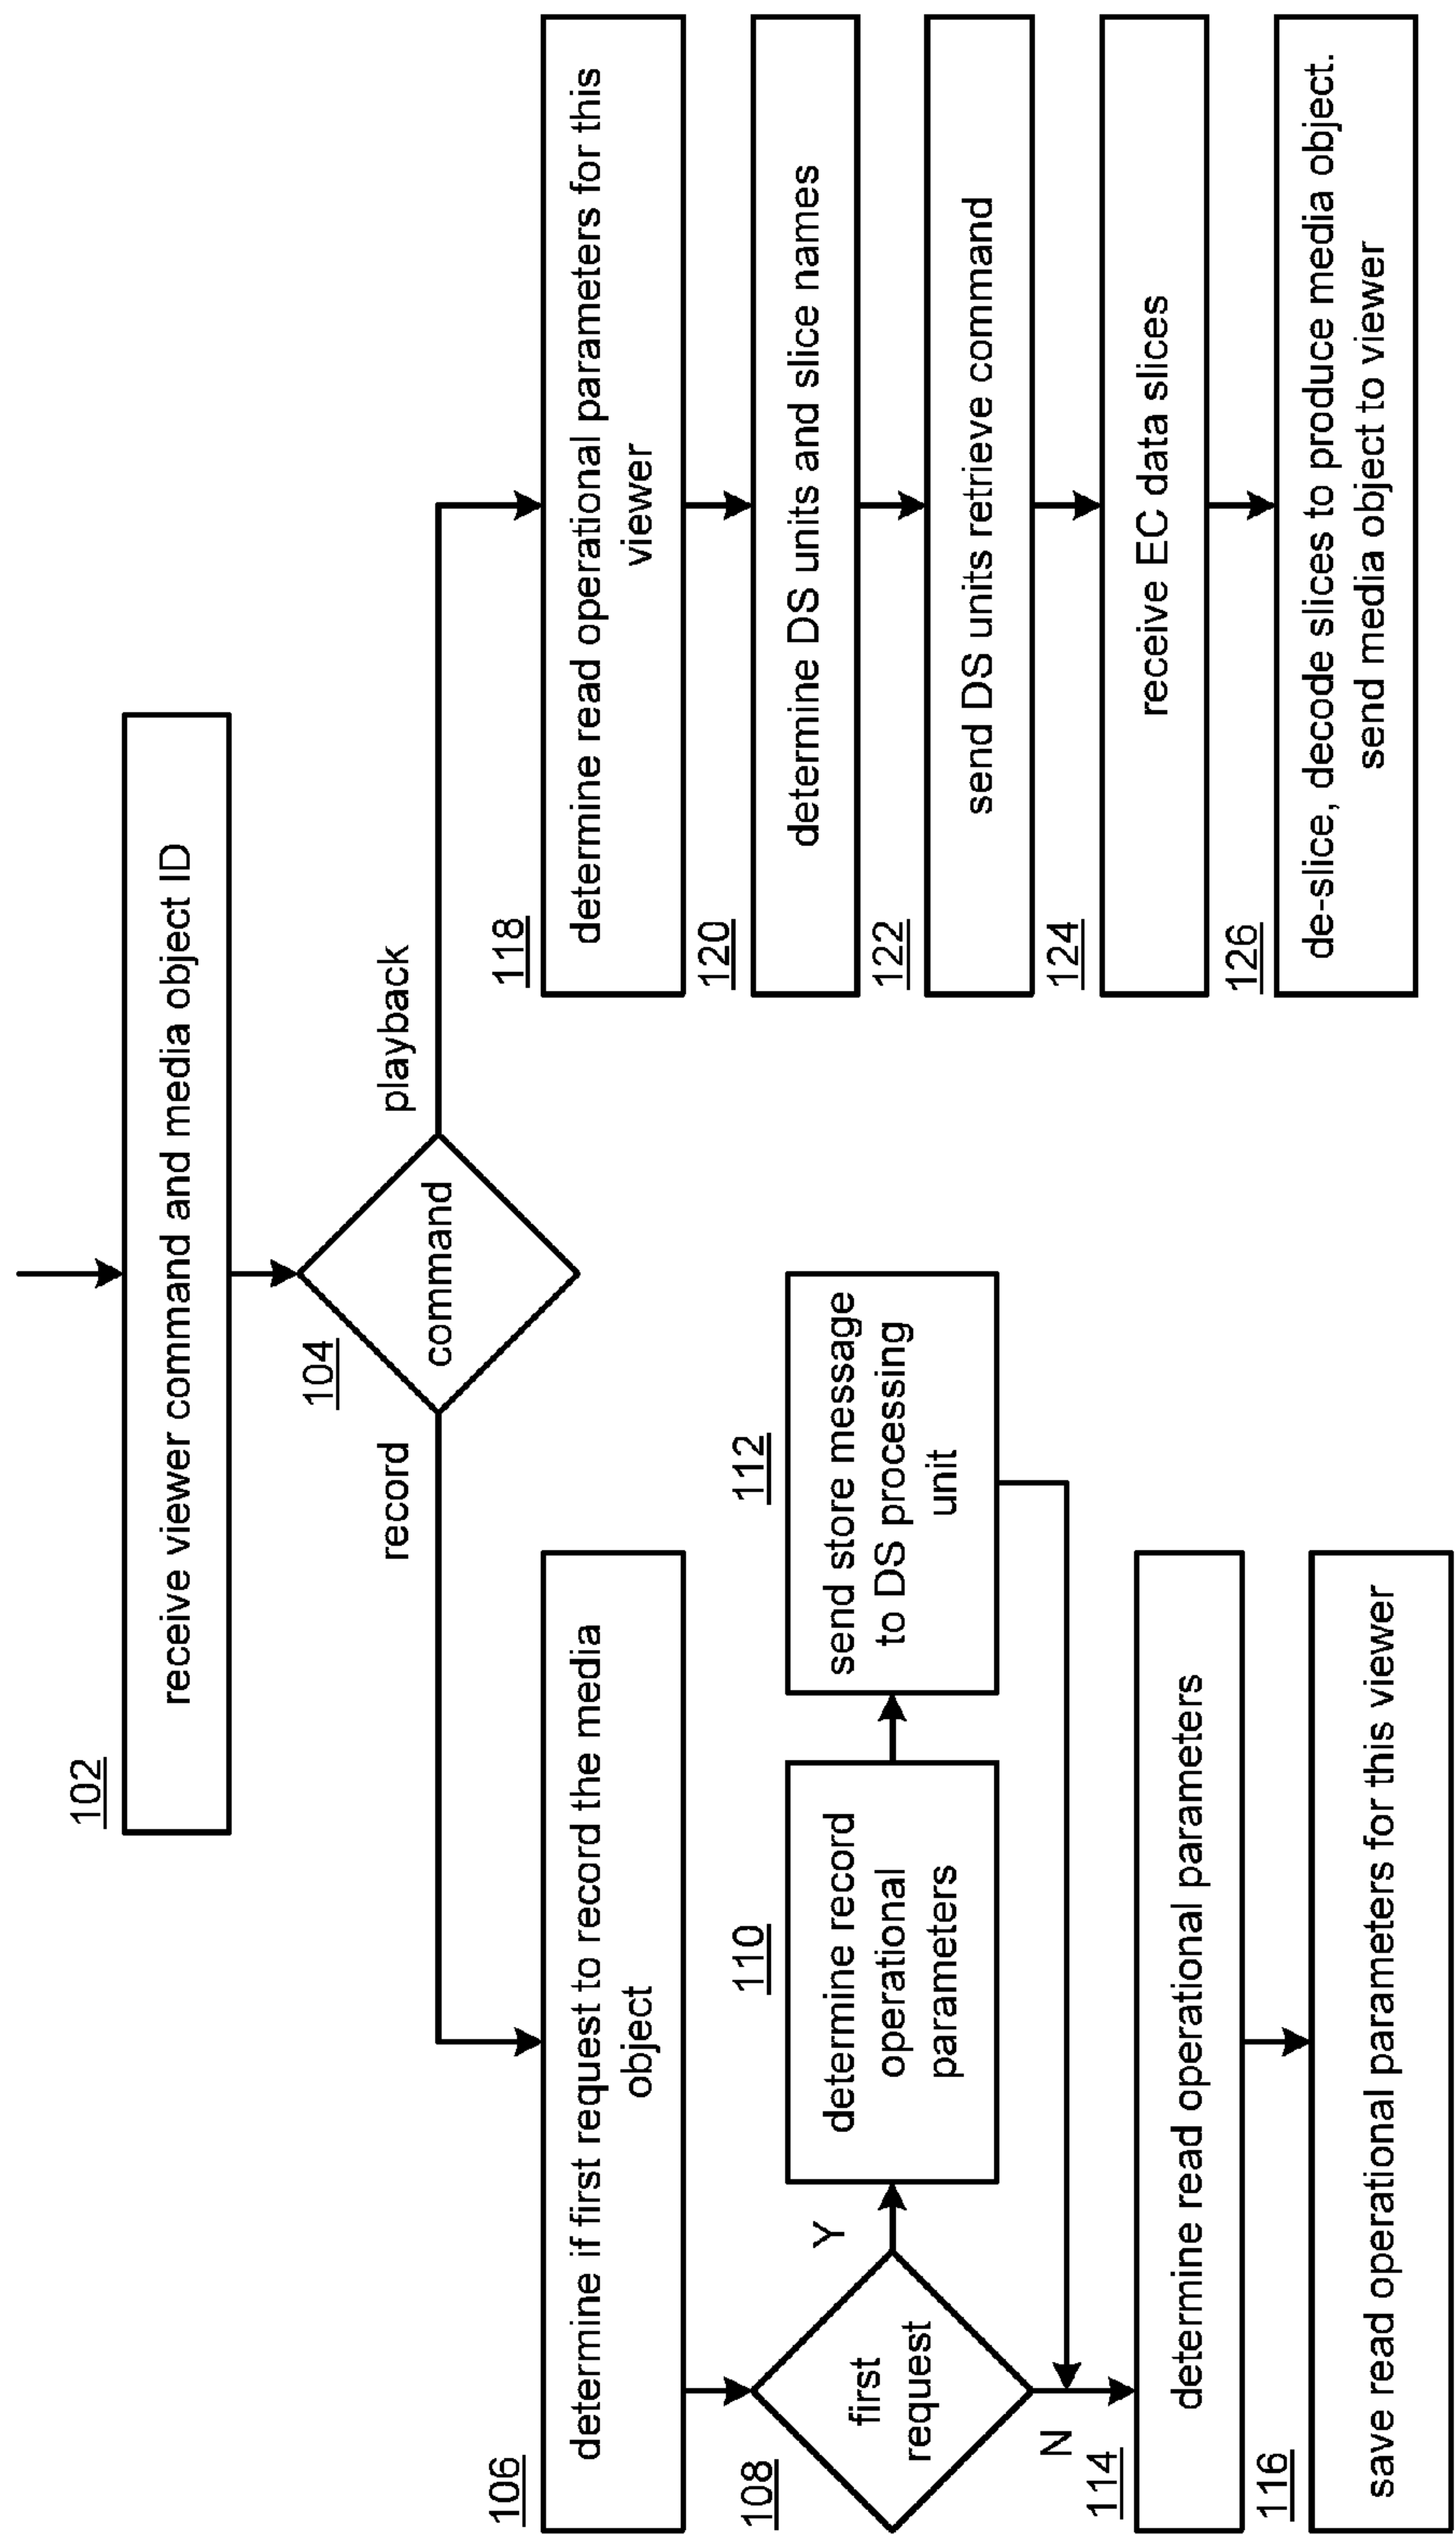 102
receive viewer command and media object ID
104
command
record
playback
106
determine if first request to record the media
object
108
first
request
Y
N
110
determine record
operational
parameters
112
send store message
to DS processing
unit
114
determine read operational parameters
116
save read operational parameters for this viewer
118
determine read operational parameters for this
viewer
120
determine DS units and slice names
122
send DS units retrieve command
124
receive EC data slices
126
de-slice, decode slices to produce media object.
send media object to viewer